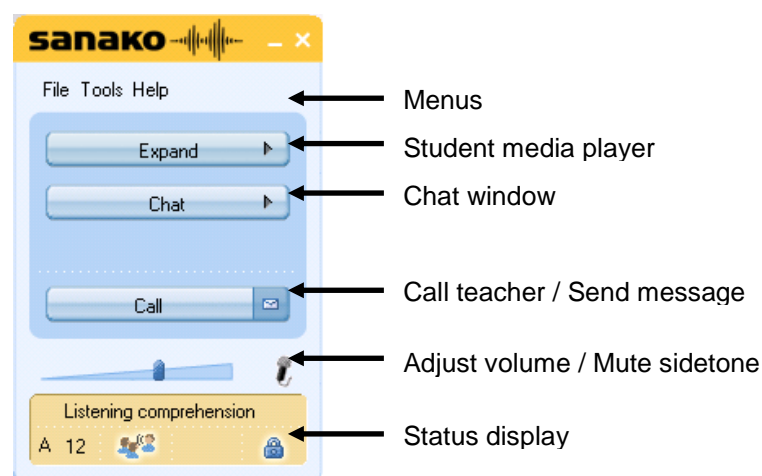 sanako
File Tools Help
Menus
Expand
Student media player
Chat
Chat window
Call
Call teacher / Send message
Adjust volume / Mute sidetone
Listening comprehension
A 12
Status display